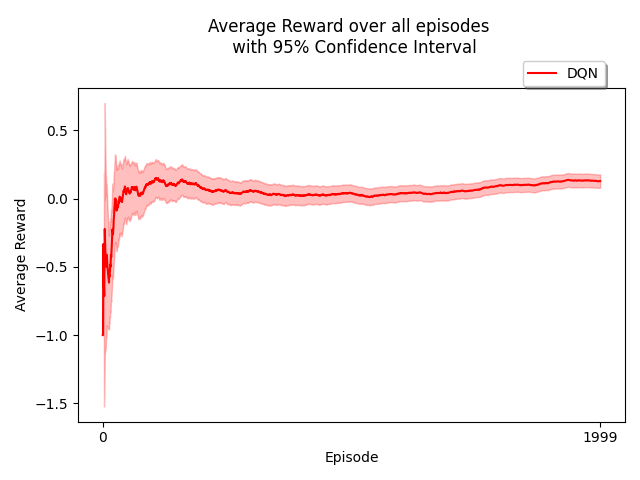 Average Reward over all episodes
with 95% Confidence Interval
DQN
0.5
0.0
−0.5
−1.0
−1.5
Average Reward
0
1999
Episode